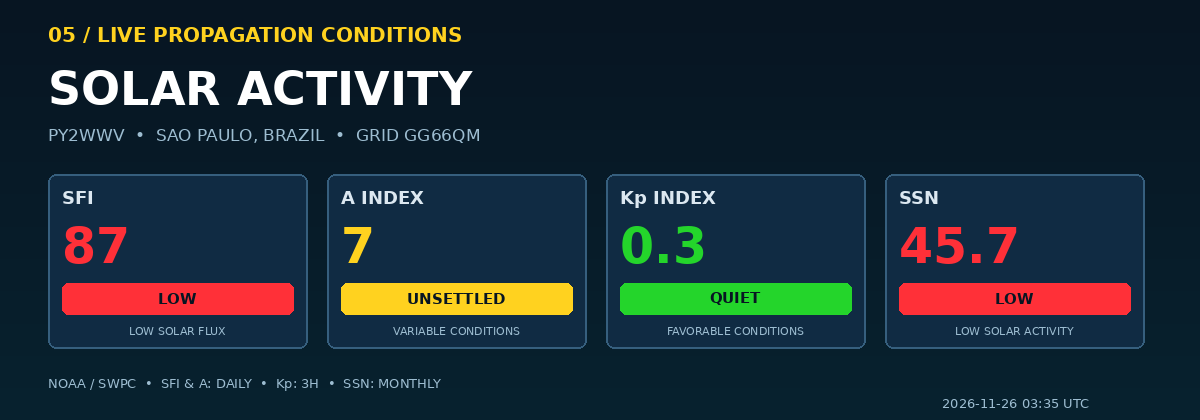 05 / LIVE PROPAGATION CONDITIONS
SOLAR ACTIVITY
PY2WWV • SAO PAULO, BRAZIL • GRID GG66QM
SFI
87
LOW
LOW SOLAR FLUX
A INDEX
7
UNSETTLED
VARIABLE CONDITIONS
Kp INDEX
0.3
QUIET
FAVORABLE CONDITIONS
SSN
45.7
LOW
LOW SOLAR ACTIVITY
NOAA / SWPC • SFI & A: DAILY • Kp: 3H • SSN: MONTHLY
2026-11-26 03:35 UTC